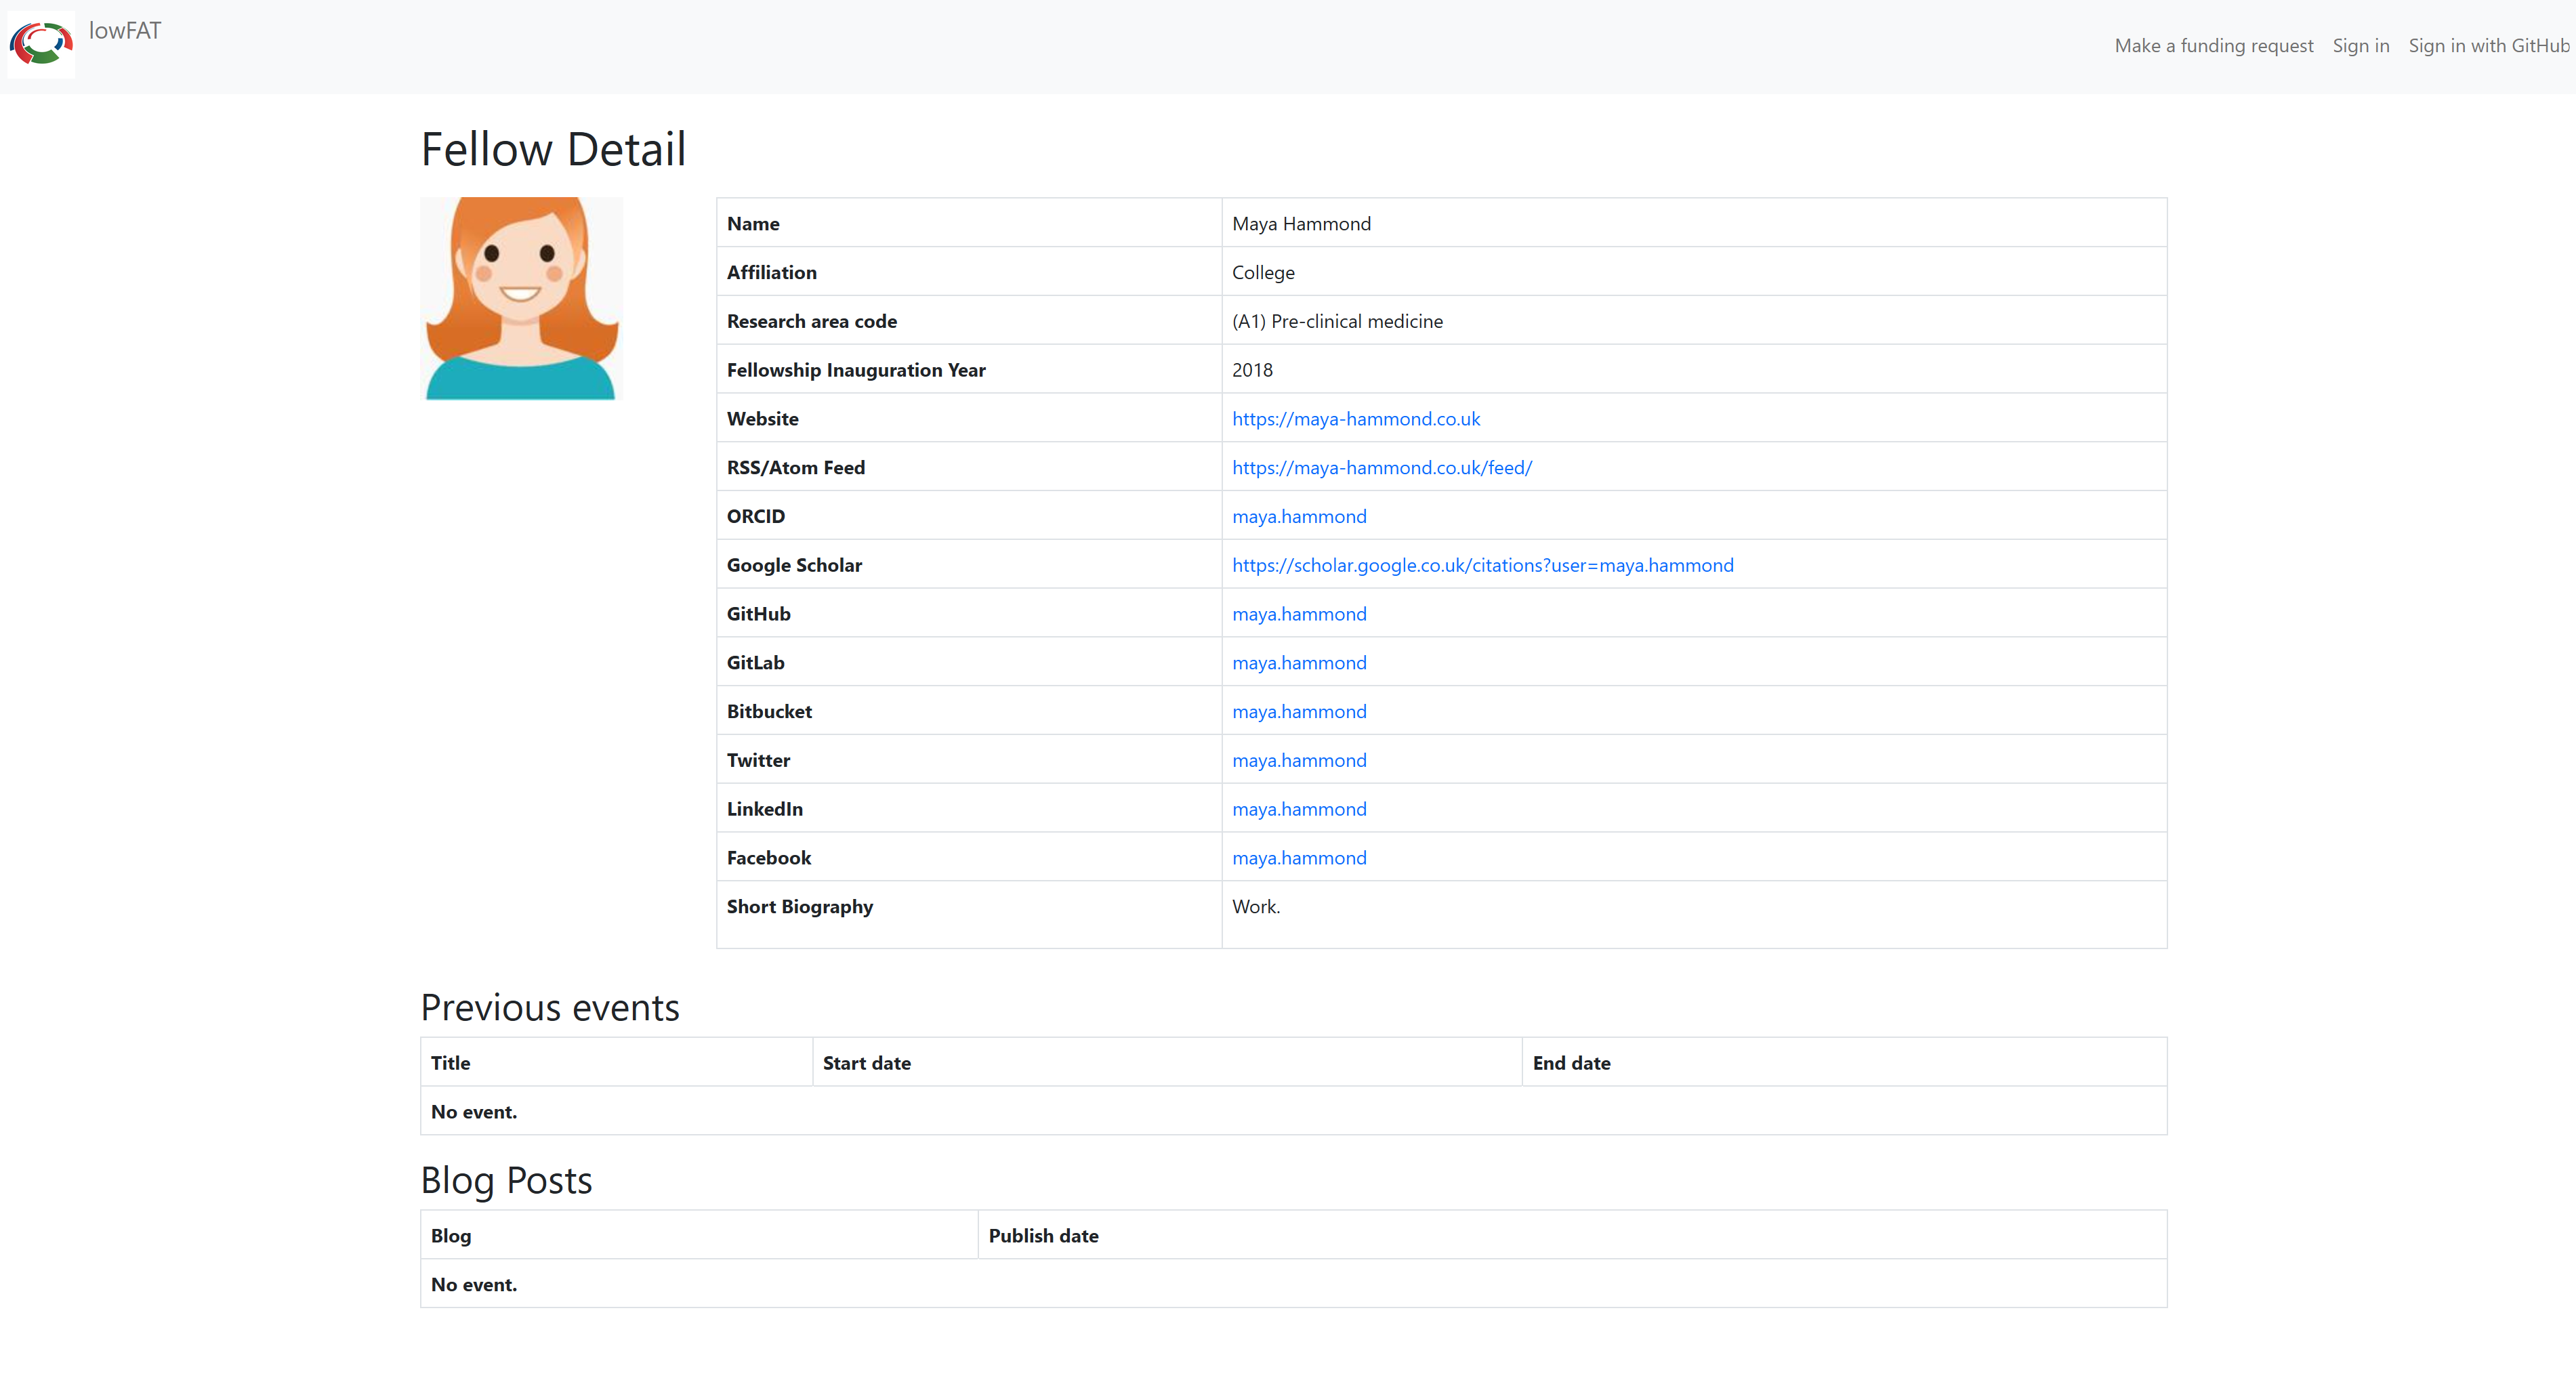 lowFAT
Make a funding request Sign in Sign in with GitHub
Fellow Detail
Name Maya Hammond
Affiliation College
Research area code (A1) Pre-clinical medicine
Fellowship Inauguration Year 2018
Website https://maya-hammond.co.uk
RSS/Atom Feed https://maya-hammond.co.uk/feed/
ORCID maya.hammond
Google Scholar https://scholar.google.co.uk/citations?user=maya.hammond
GitHub maya.hammond
GitLab maya.hammond
Bitbucket maya.hammond
Twitter maya.hammond
LinkedIn maya.hammond
Facebook maya.hammond
Short Biography Work.
Previous events
Title Start date End date
No event.
Blog Posts
Blog Publish date
No event.